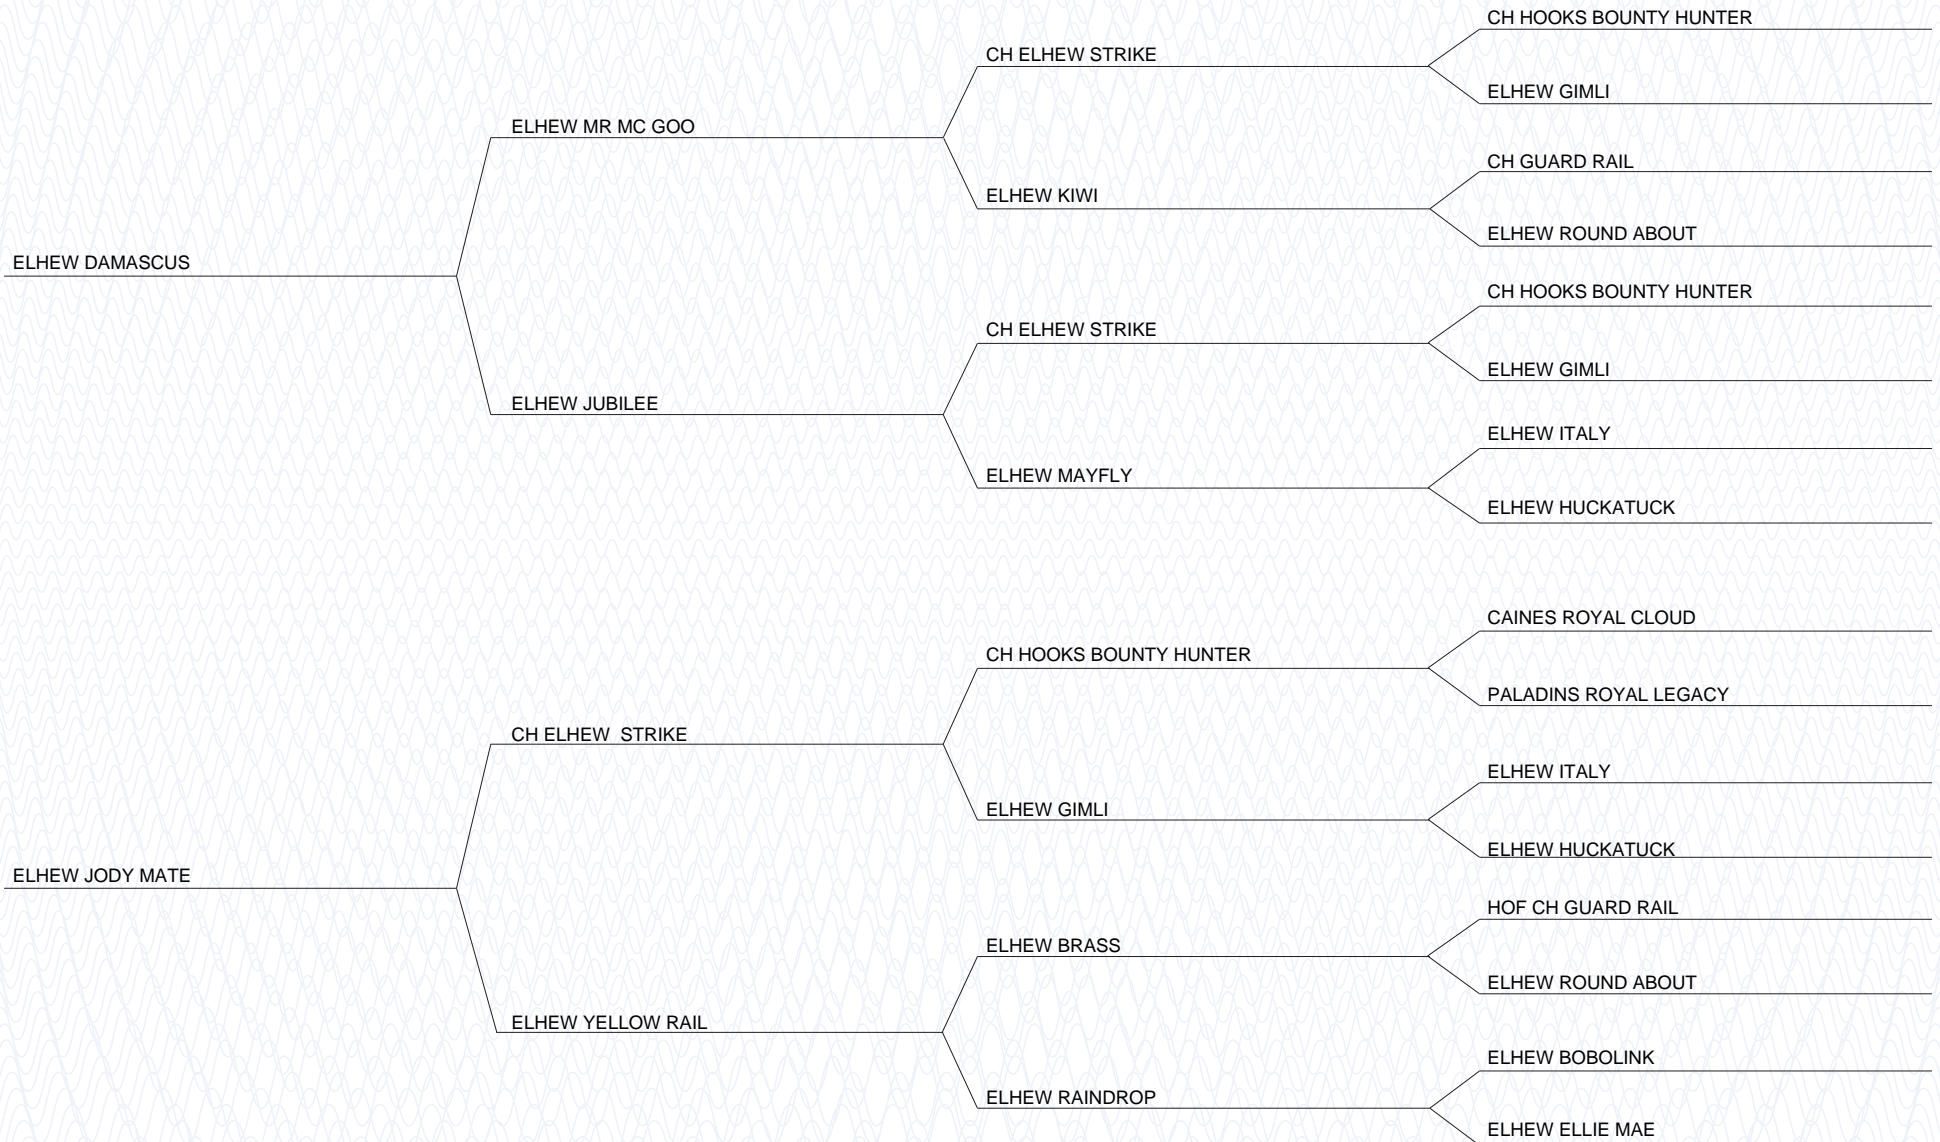 CH HOOKS BOUNTY HUNTER
CH ELHEW STRIKE
ELHEW GIMLI
ELHEW MR MC GOO
CH GUARD RAIL
ELHEW KIWI
ELHEW ROUND ABOUT
ELHEW DAMASCUS
CH HOOKS BOUNTY HUNTER
CH ELHEW STRIKE
ELHEW GIMLI
ELHEW JUBILEE
ELHEW ITALY
ELHEW MAYFLY
ELHEW HUCKATUCK
CAINES ROYAL CLOUD
CH HOOKS BOUNTY HUNTER
PALADINS ROYAL LEGACY
CH ELHEW  STRIKE
ELHEW ITALY
ELHEW GIMLI
ELHEW HUCKATUCK
ELHEW JODY MATE
HOF CH GUARD RAIL
ELHEW BRASS
ELHEW ROUND ABOUT
ELHEW YELLOW RAIL
ELHEW BOBOLINK
ELHEW RAINDROP
ELHEW ELLIE MAE